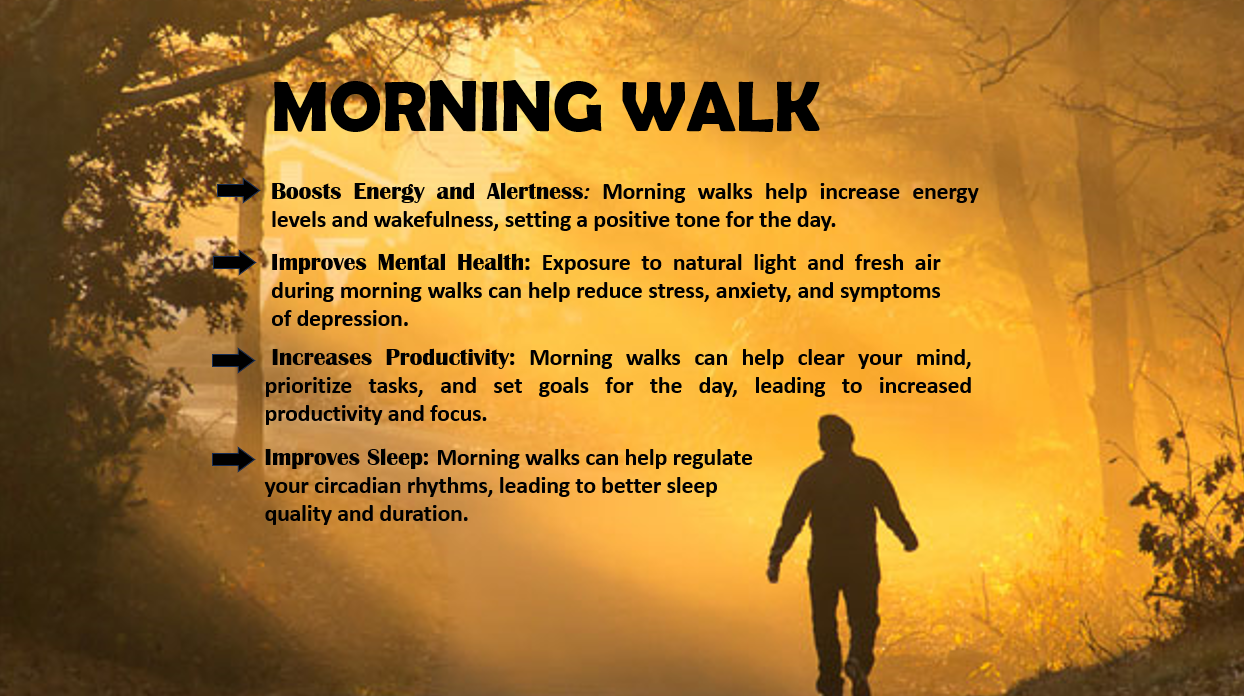 MORNING WALK
Boosts Energy and Alertness: Morning walks help increase energy
levels and wakefulness, setting a positive tone for the day.
Improves Mental Health: Exposure to natural light and fresh air
during morning walks can help reduce stress, anxiety, and symptoms
of depression.
Increases Productivity: Morning walks can help clear your mind,
prioritize tasks, and set goals for the day, leading to increased
productivity and focus.
Improves Sleep: Morning walks can help regulate
your circadian rhythms, leading to better sleep
quality and duration.